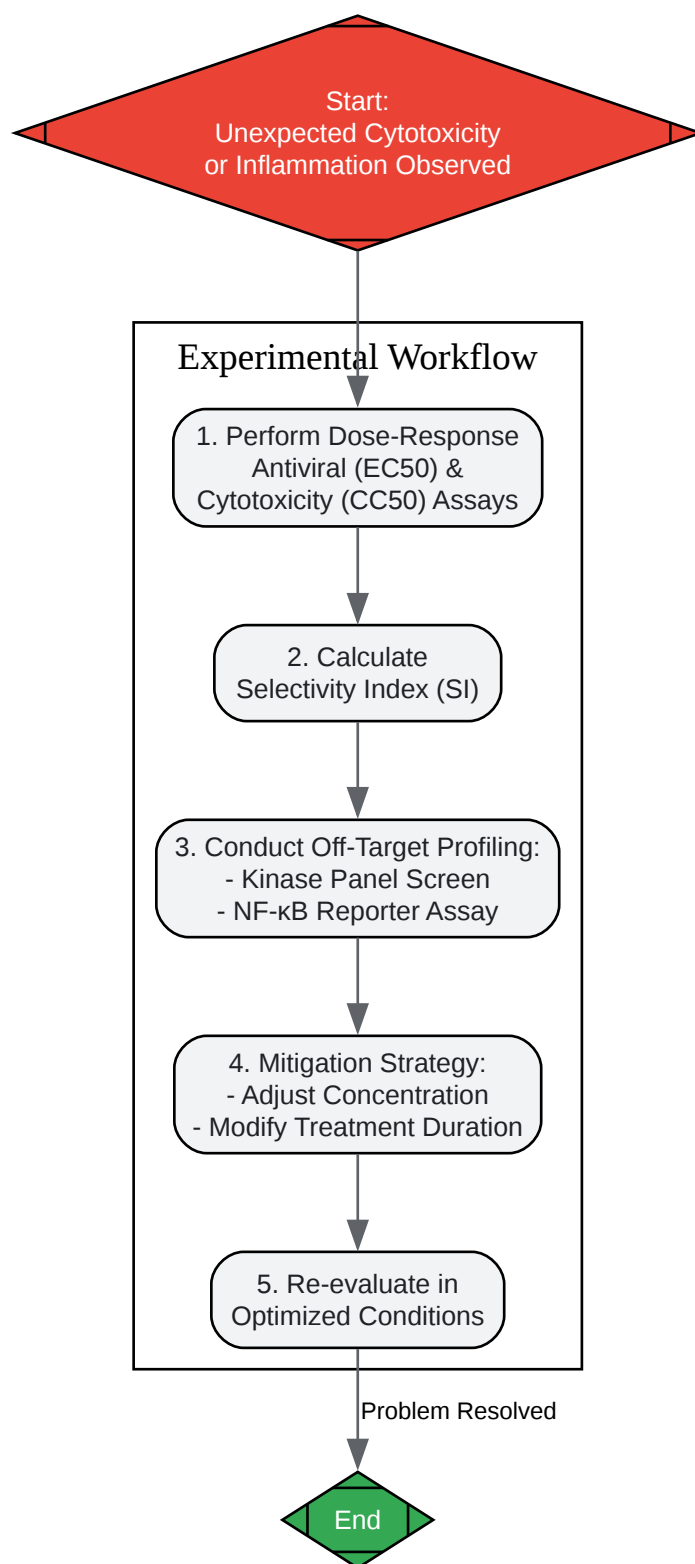 Start:
Unexpected Cytotoxicity
or Inflammation Observed
Experimental Workflow
1. Perform Dose-Response
Antiviral (EC50) &
Cytotoxicity (CC50) Assays
2. Calculate
Selectivity Index (SI)
3. Conduct Off-Target Profiling:
- Kinase Panel Screen
- NF-κB Reporter Assay
4. Mitigation Strategy:
- Adjust Concentration
- Modify Treatment Duration
5. Re-evaluate in
Optimized Conditions
Problem Resolved
End